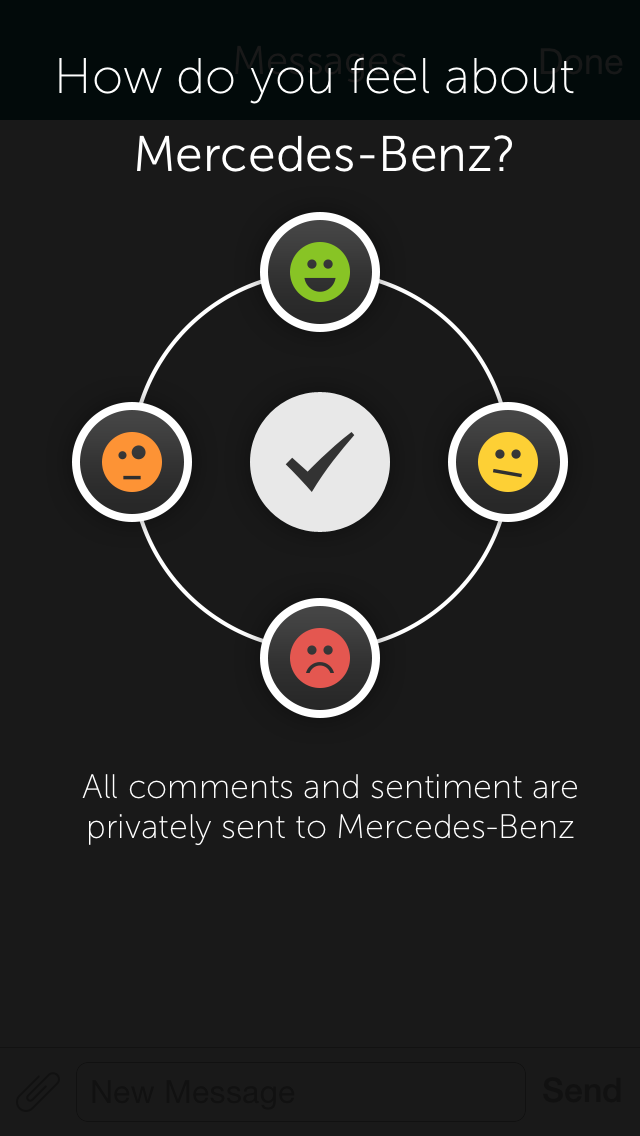 Messages
Done
How do you feel about
Mercedes-Benz?
All comments and sentiment are
privately sent to Mercedes-Benz
New Message
Send